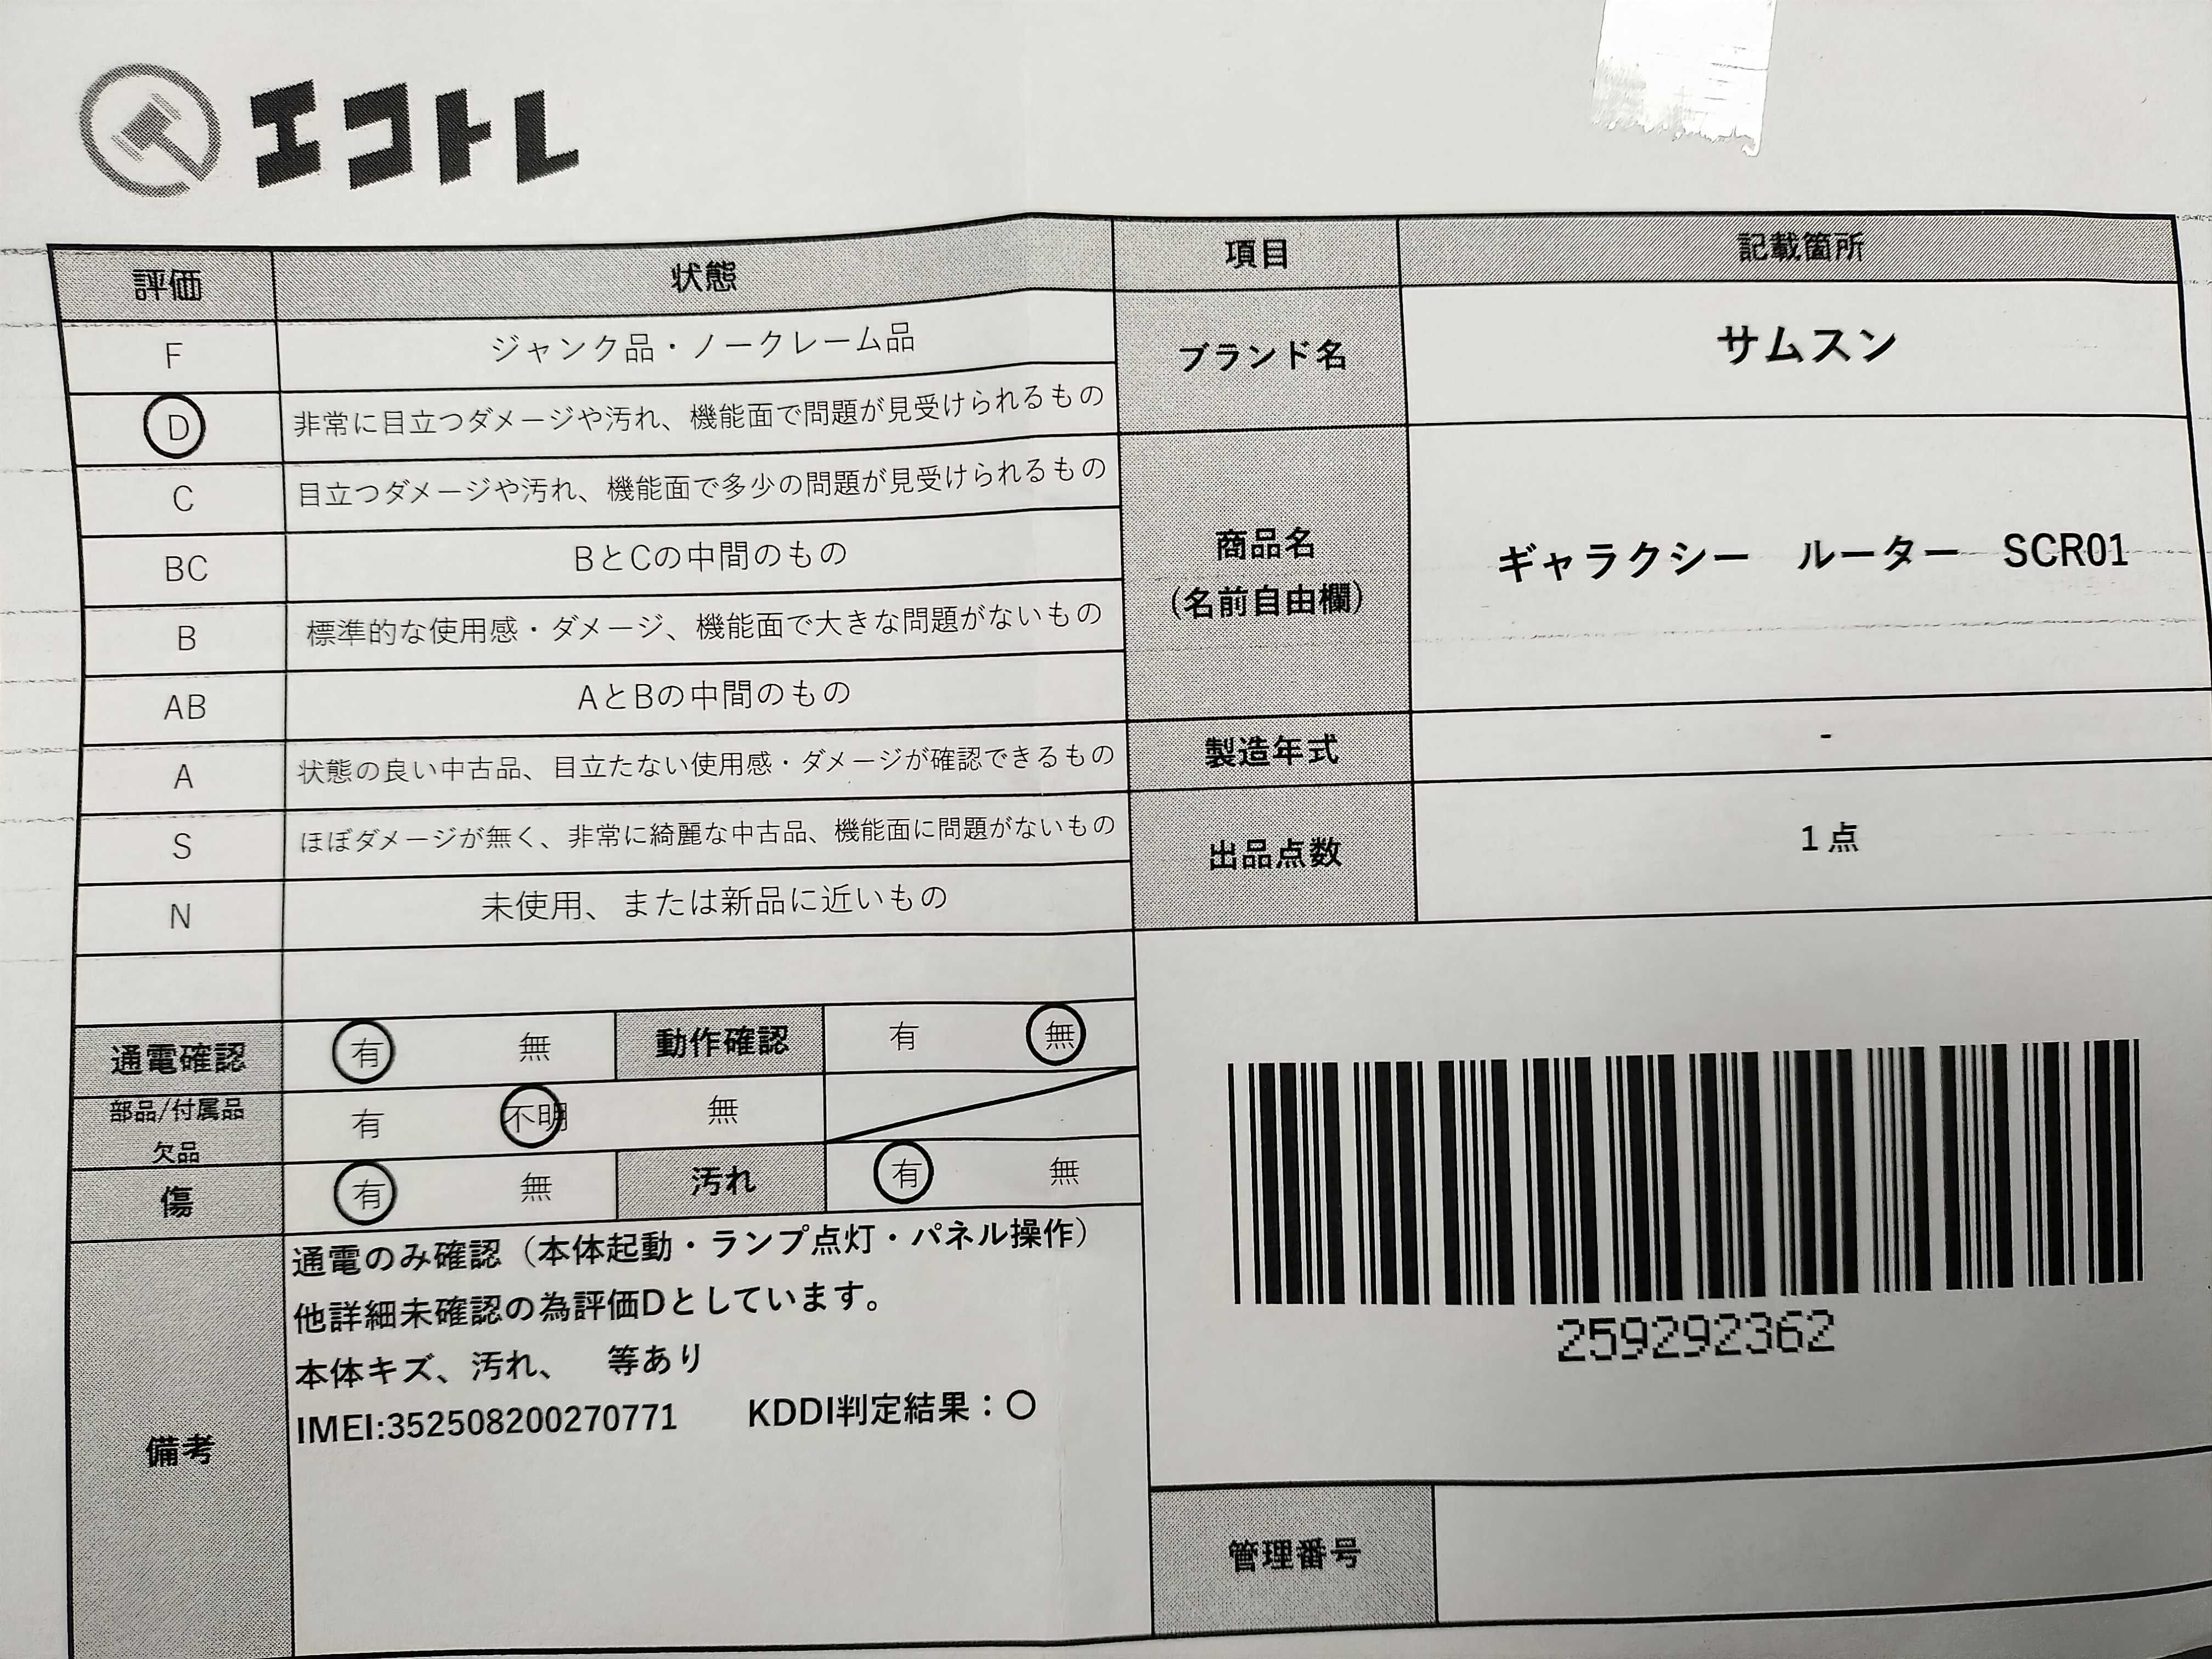 エコトレ
評価 状態
F ジャンク品・ノークレーム品
D 非常に目立つダメージや汚れ、機能面で問題が見受けられるもの
C 目立つダメージや汚れ、機能面で多少の問題が見受けられるもの
BC BとCの中間のもの
B 標準的な使用感・ダメージ、機能面で大きな問題がないもの
AB AとBの中間のもの
A 状態の良い中古品、目立たない使用感・ダメージが確認できるもの
S ほぼダメージが無く、非常に綺麗な中古品、機能面に問題がないもの
N 未使用、または新品に近いもの
通電確認 有 無 動作確認 有 無
部品/付属品
欠品 有 不明 無
傷 有 無 汚れ 有 無
備考
通電のみ確認（本体起動・ランプ点灯・パネル操作）
他詳細未確認の為評価Dとしています。
本体キズ、汚れ、 等あり
IMEI:352508200270771 KDDI判定結果：○
項目 記載箇所
ブランド名 サムスン
商品名
（名前自由欄） ギャラクシー ルーター SCR01
製造年式 -
出品点数 1点
259292362
管理番号